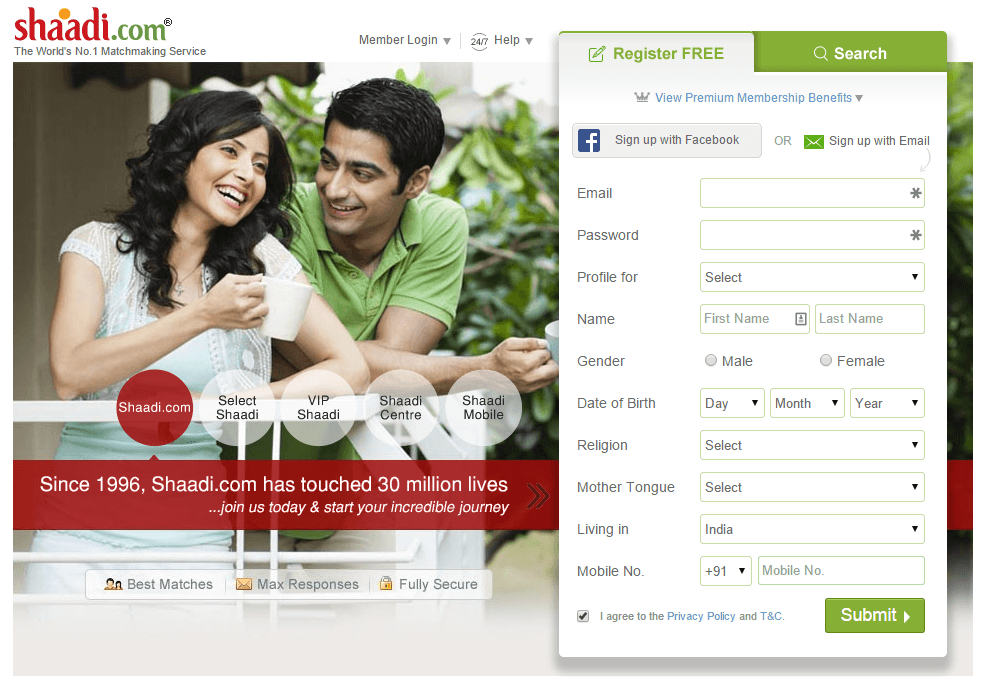 shaadi.com®
The World's No.1 Matchmaking Service
Member Login
24/7 Help
Register FREE
Search
View Premium Membership Benefits
Sign up with Facebook OR Sign up with Email
Email
Password
Profile for Select
Name First Name Last Name
Gender Male Female
Date of Birth Day Month Year
Religion Select
Mother Tongue Select
Living in India
Mobile No. +91 Mobile No.
I agree to the Privacy Policy and T&C.
Submit
Shaadi.com
Select
Shaadi
VIP
Shaadi
Shaadi
Centre
Shaadi
Mobile
Since 1996, Shaadi.com has touched 30 million lives
...join us today & start your incredible journey
Best Matches
Max Responses
Fully Secure